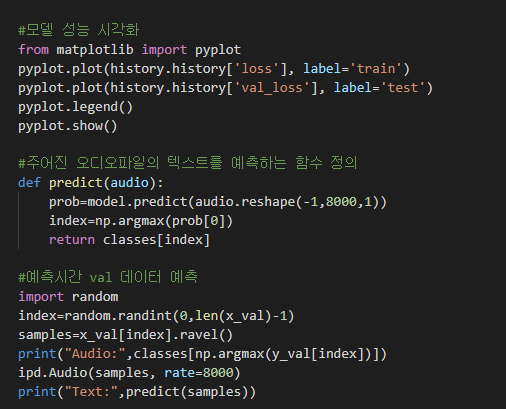 #모델 성능 시각화
from matplotlib import pyplot
pyplot.plot(history.history['loss'], label='train')
pyplot.plot(history.history['val_loss'], label='test')
pyplot.legend()
pyplot.show()
#주어진 오디오파일의 텍스트를 예측하는 함수 정의
def predict(audio):
    prob=model.predict(audio.reshape(-1,8000,1))
    index=np.argmax(prob[0])
    return classes[index]
#예측시간 val 데이터 예측
import random
index=random.randint(0,len(x_val)-1)
samples=x_val[index].ravel()
print("Audio:",classes[np.argmax(y_val[index])])
ipd.Audio(samples, rate=8000)
print("Text:",predict(samples))